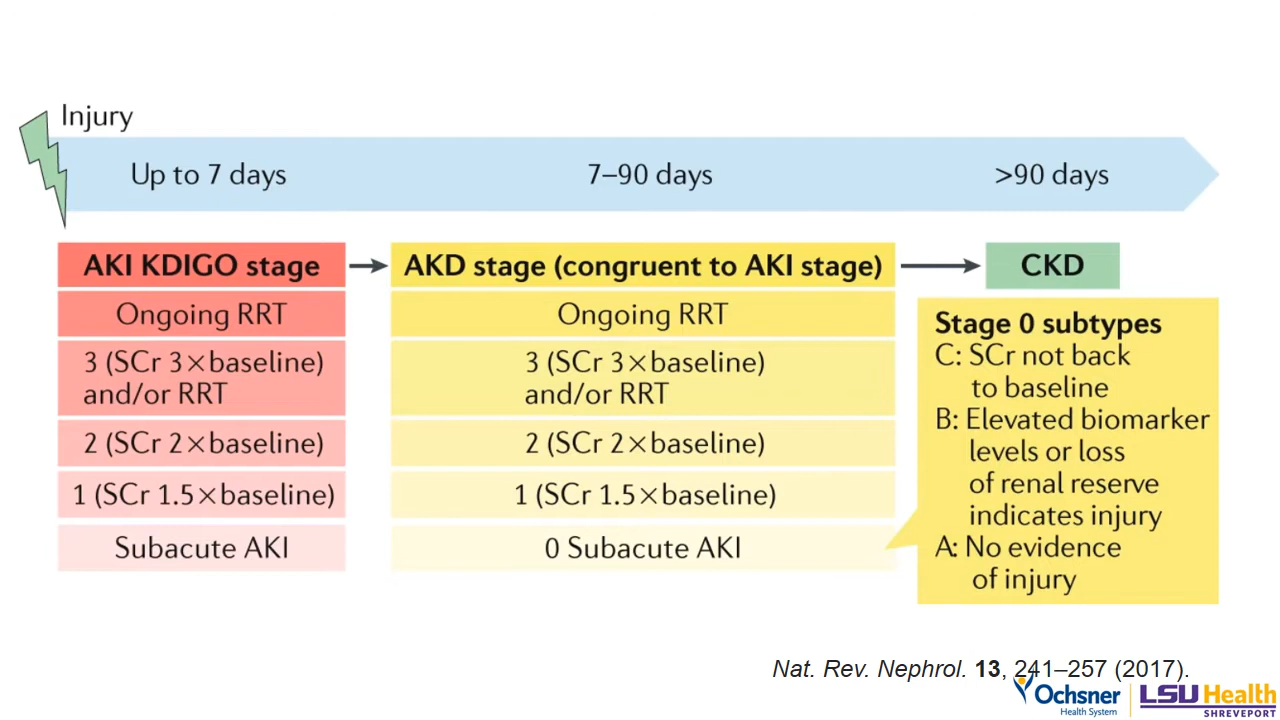 Injury
Up to 7 days
7–90 days
>90 days
AKI KDIGO stage
AKD stage (congruent to AKI stage)
CKD
Ongoing RRT
Ongoing RRT
3 (SCr 3×baseline)
and/or RRT
3 (SCr 3×baseline)
and/or RRT
2 (SCr 2×baseline)
2 (SCr 2×baseline)
1 (SCr 1.5×baseline)
1 (SCr 1.5×baseline)
Subacute AKI
0 Subacute AKI
Stage 0 subtypes
C: SCr not back
to baseline
B: Elevated biomarker
levels or loss
of renal reserve
indicates injury
A: No evidence
of injury
Nat. Rev. Nephrol. 13, 241–257 (2017).
Ochsner
Health System
LSU Health
SHREVEPORT